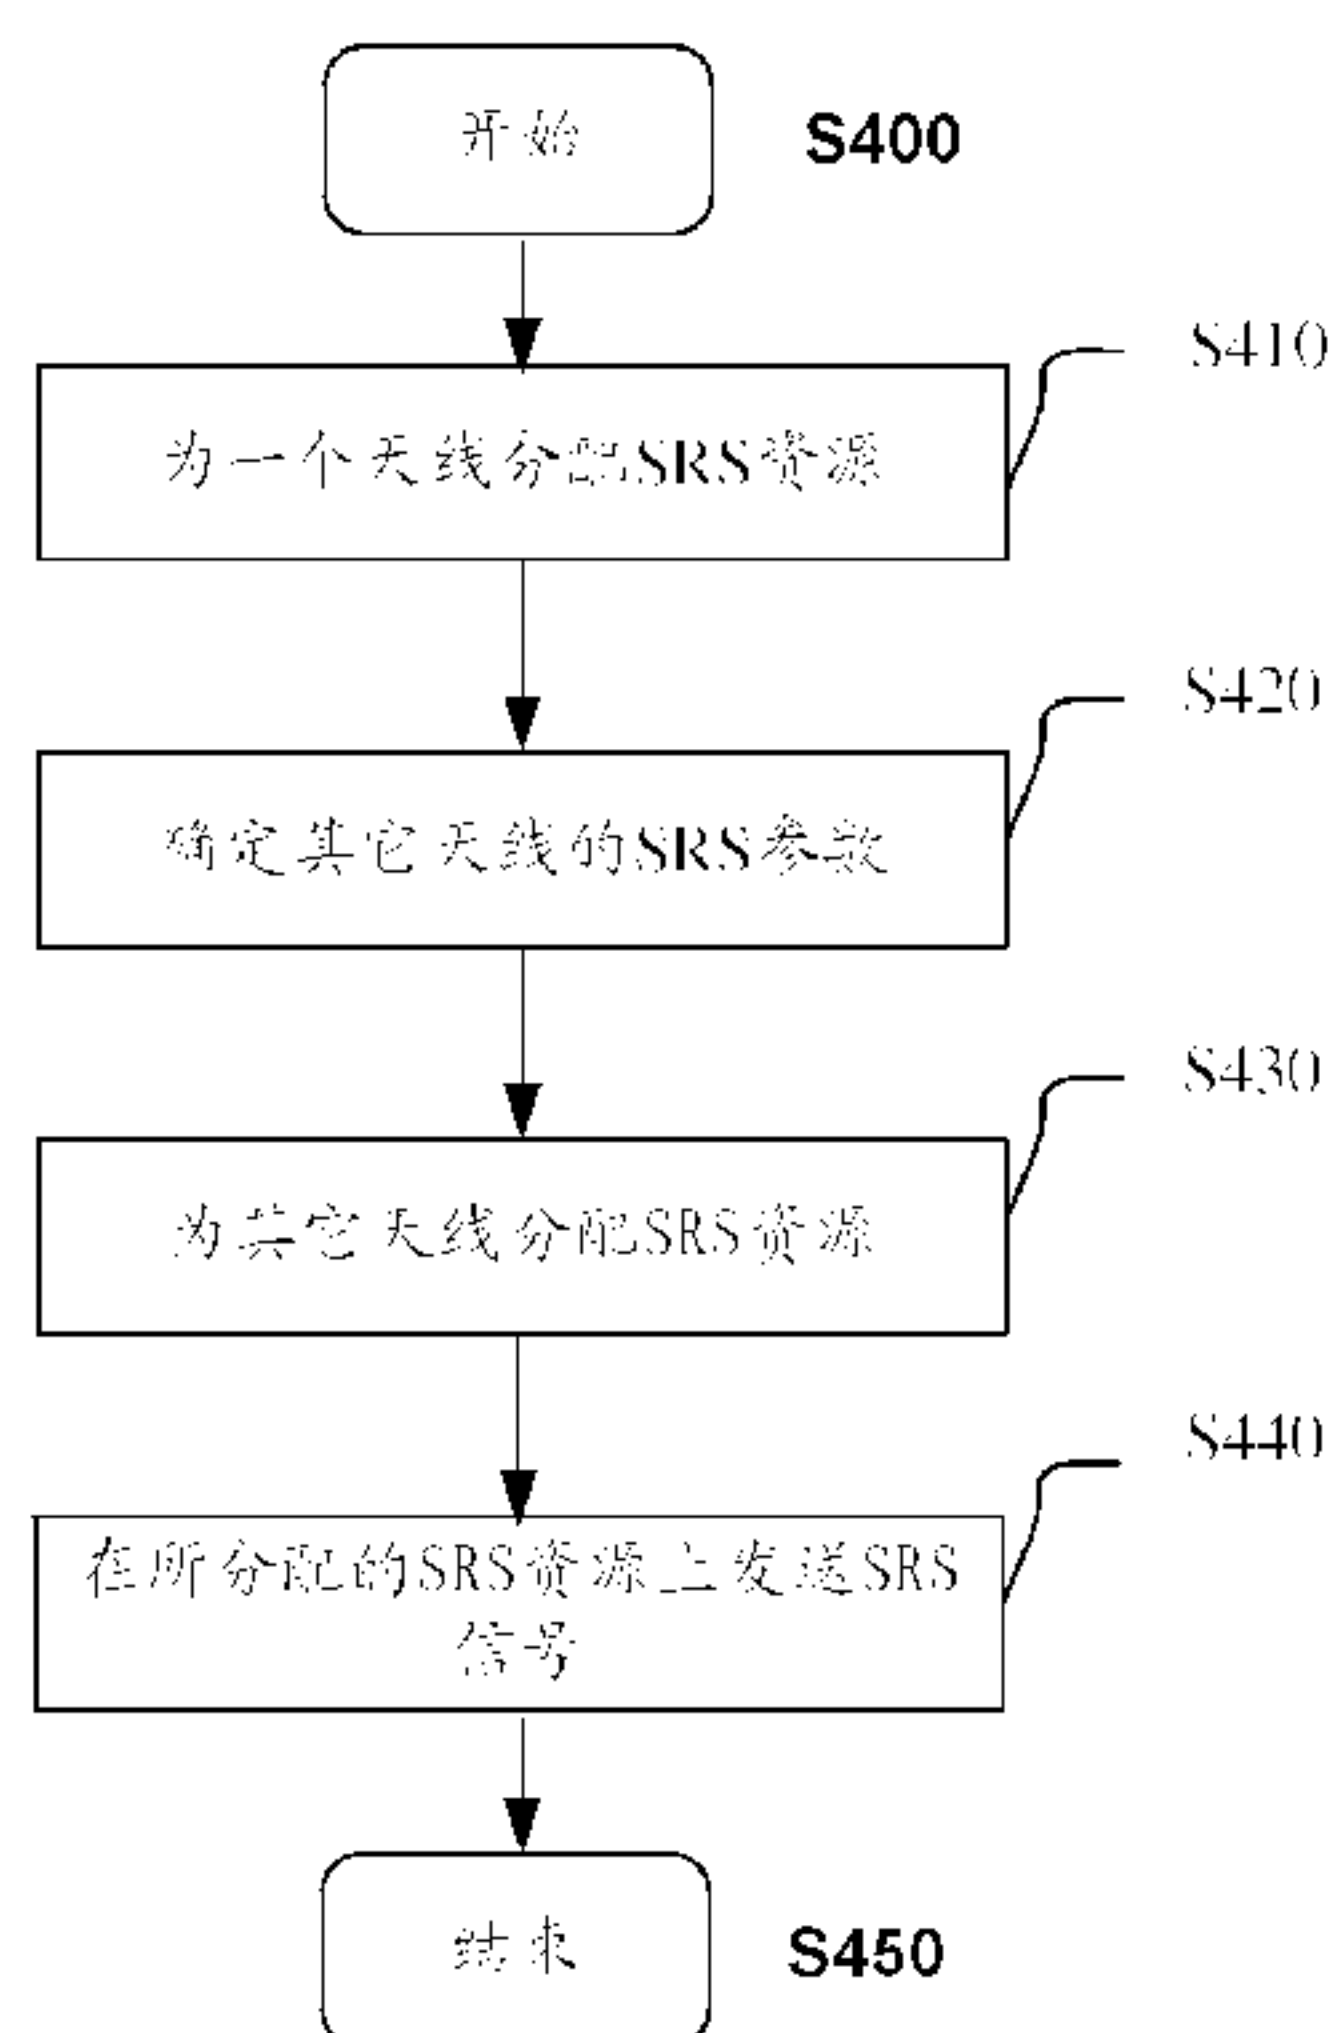 开始
S400
S410
为一个天线分配SRS资源
S420
确定其它天线的SRS参数
S430
为其它天线分配SRS资源
S440
在所分配的SRS资源上发送SRS
信号
结束
S450